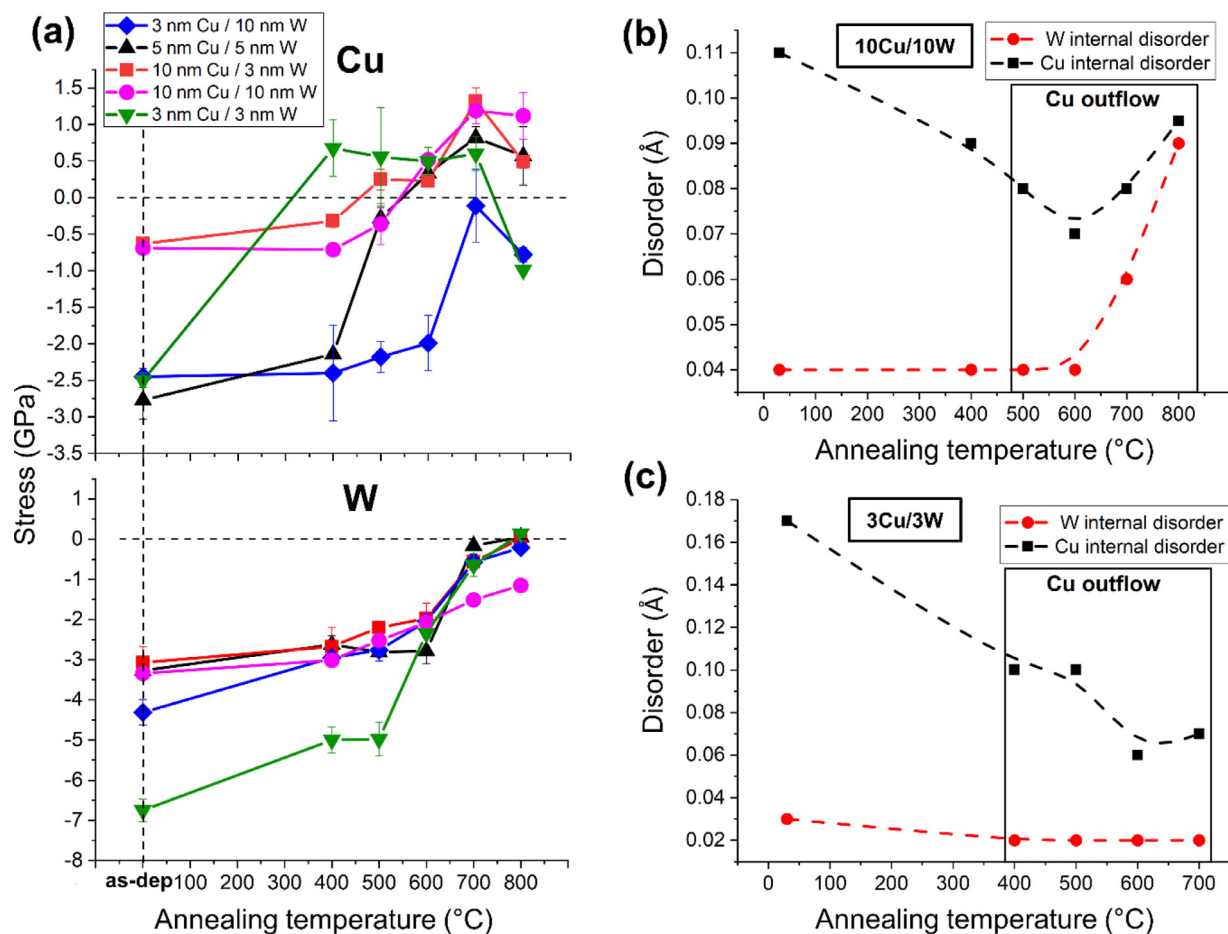 (a)
3 nm Cu / 10 nm W
5 nm Cu / 5 nm W
10 nm Cu / 3 nm W
10 nm Cu / 10 nm W
3 nm Cu / 3 nm W
Cu
1.5
1.0
0.5
0.0
-0.5
-1.0
-1.5
-2.0
-2.5
-3.0
-3.5
Stress (GPa)
W
1
0
-1
-2
-3
-4
-5
-6
-7
-8
as-dep 100 200 300 400 500 600 700 800
Annealing temperature (°C)
(b)
10Cu/10W
W internal disorder
Cu internal disorder
Cu outflow
0.11
0.10
0.09
0.08
0.07
0.06
0.05
0.04
Disorder (Å)
0 100 200 300 400 500 600 700 800
Annealing temperature (°C)
(c)
3Cu/3W
W internal disorder
Cu internal disorder
Cu outflow
0.18
0.16
0.14
0.12
0.10
0.08
0.06
0.04
0.02
Disorder (Å)
0 100 200 300 400 500 600 700
Annealing temperature (°C)